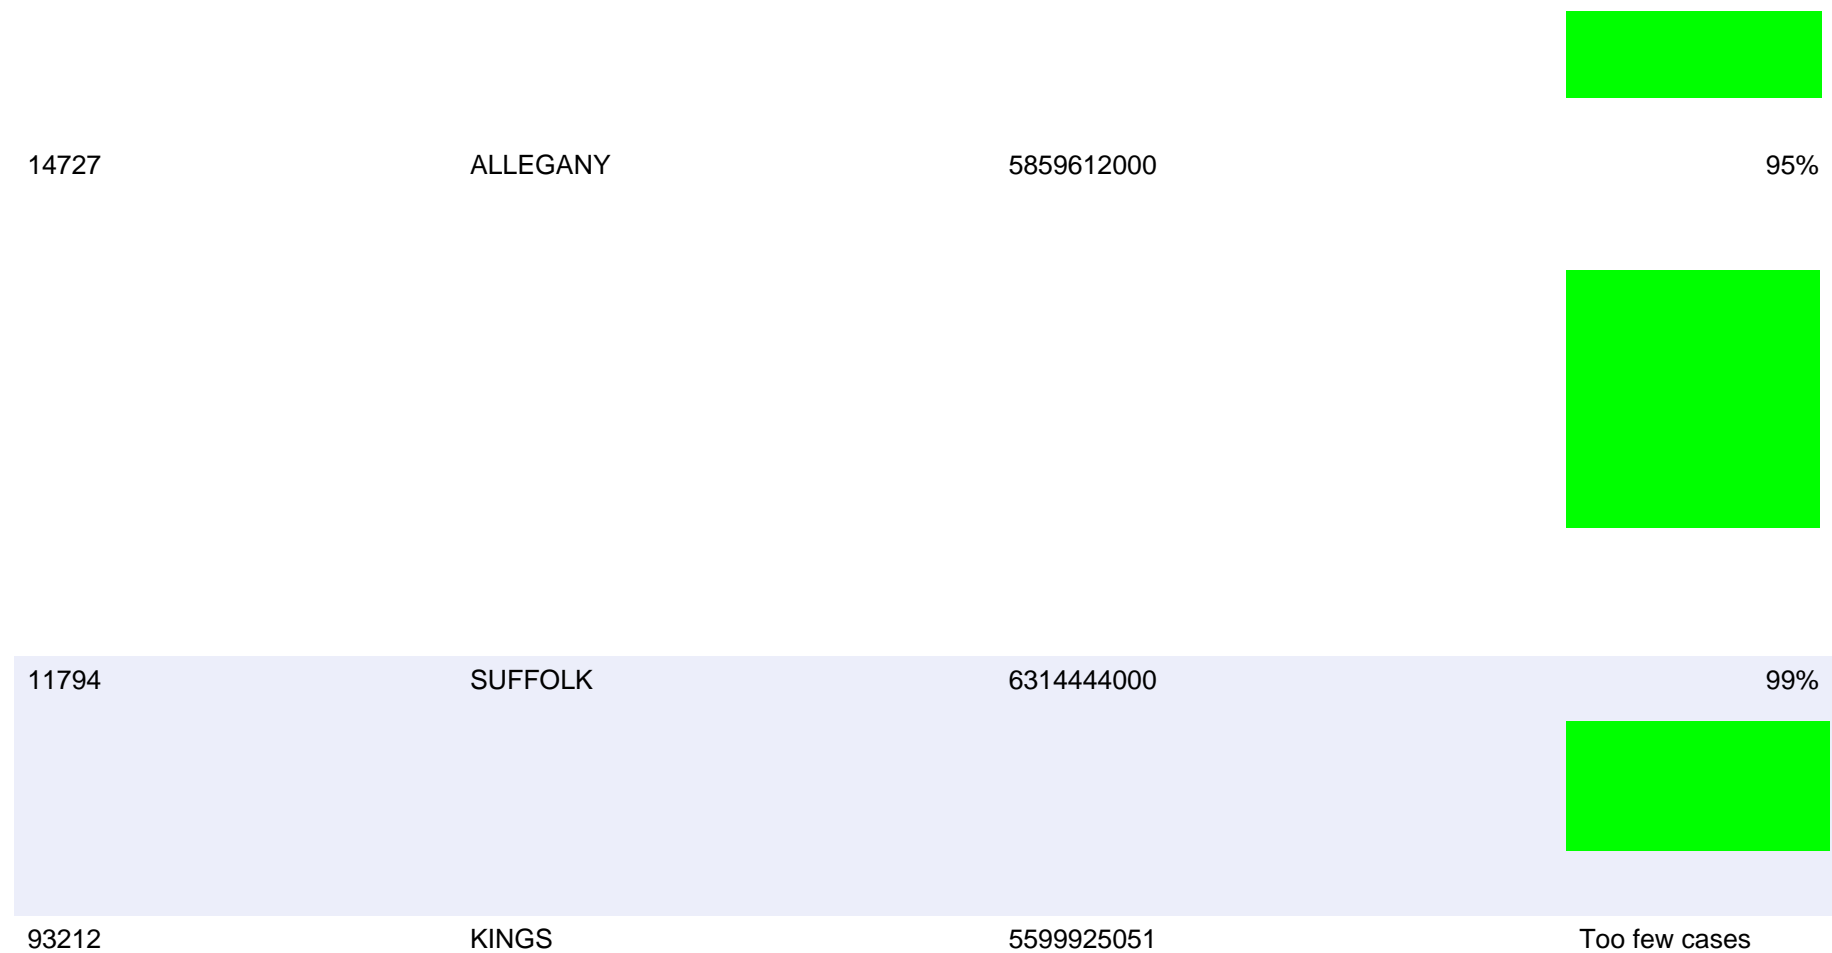 14727 ALLEGANY 5859612000 95%
11794 SUFFOLK 6314444000 99%
93212 KINGS 5599925051 Too few cases